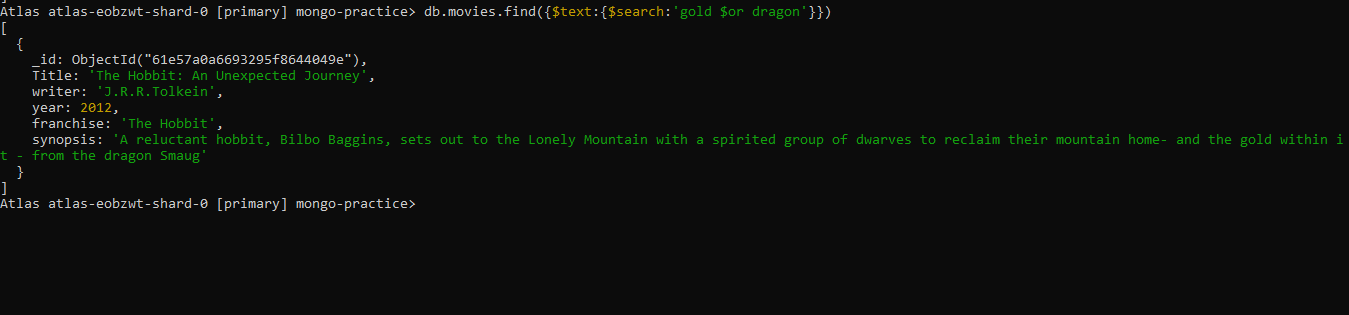 Atlas atlas-eobzwt-shard-0 [primary] mongo-practice> db.movies.find({$text:{$search:'gold $or dragon'}})
[
  {
    _id: ObjectId("61e57a0a6693295f8644049e"),
    Title: 'The Hobbit: An Unexpected Journey',
    writer: 'J.R.R.Tolkein',
    year: 2012,
    franchise: 'The Hobbit',
    synopsis: 'A reluctant hobbit, Bilbo Baggins, sets out to the Lonely Mountain with a spirited group of dwarves to reclaim their mountain home- and the gold within i
t - from the dragon Smaug'
  }
]
Atlas atlas-eobzwt-shard-0 [primary] mongo-practice>